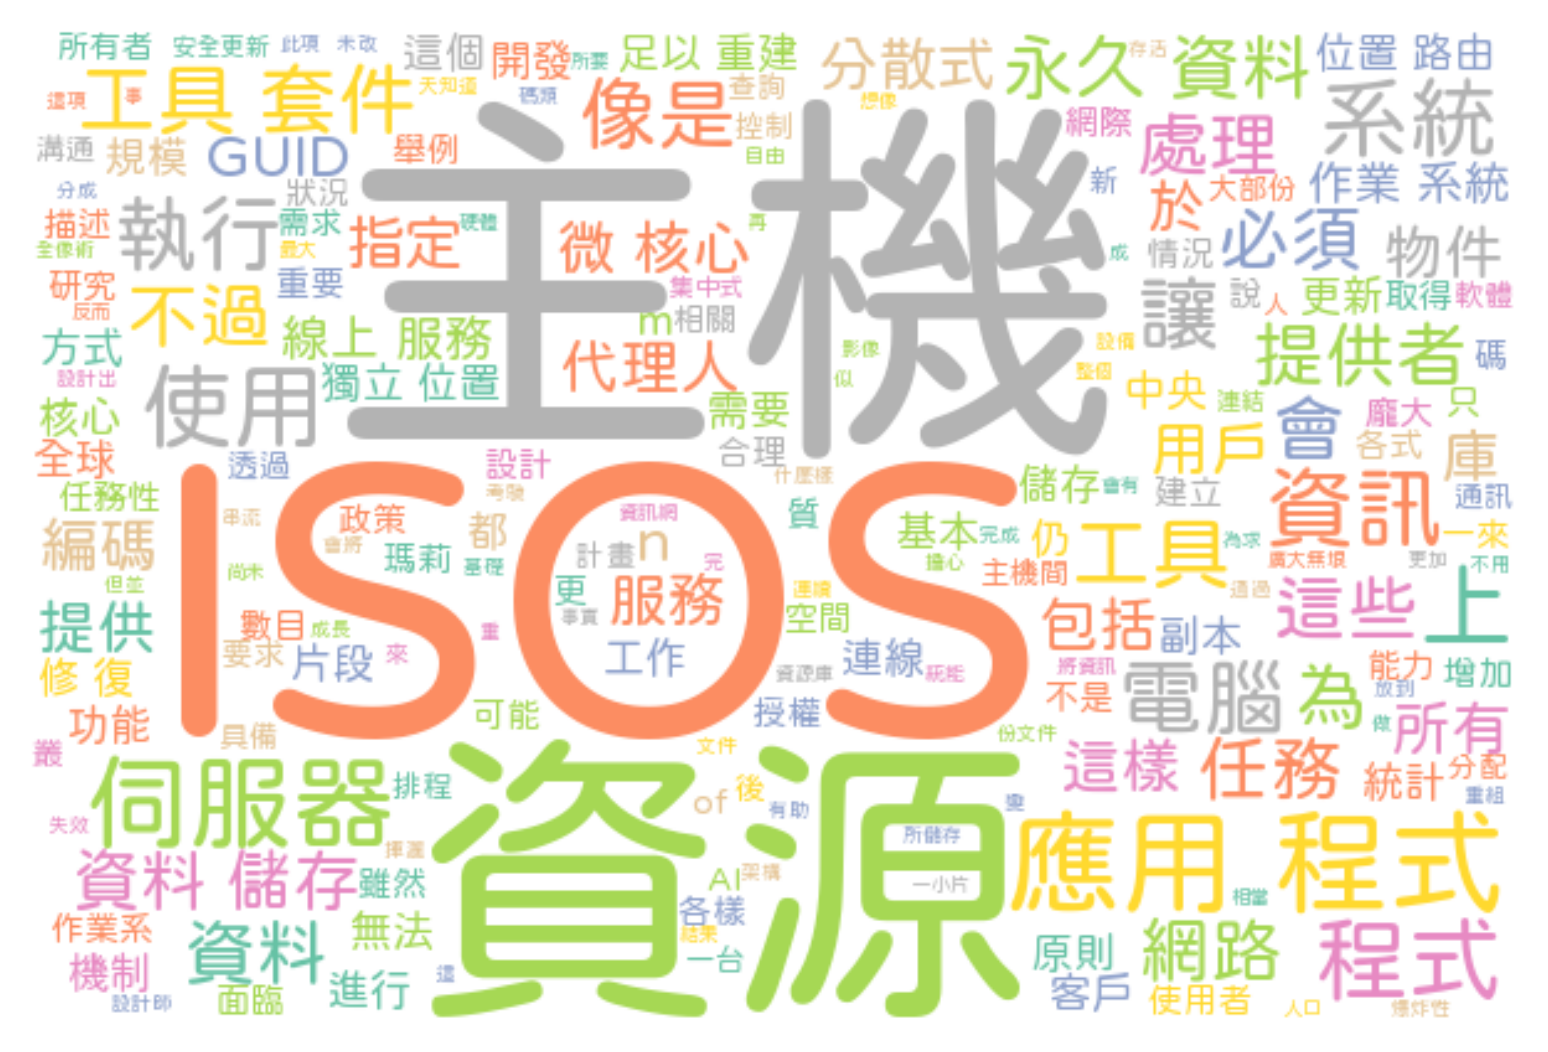 所有者 安全更新 此項 未改 這個 開發 所要 足以 重建 分散式 永久 存活 資料 位置 路由
這項 事 工具 套件 天知道 碼頻 像是 查詢 想像 系統
溝通 規模 GUID 舉例 控制 自由 網際 處理
分成 狀況 主機 新 於 大部份 作業 系統
描述 執行 需求 指定 硬體 微 核心 再 必須
全像術 最大 成 情況 物件
研究 重要 集中式 讓 說 人 更新 取得 軟體
反而 不過 m 相關
方式 線上 服務 代理人 影像 設備 提供者 碼
設計出 使用 獨立 位置 似 整個 中央 連結 只
核心 需要 用戶 會 龐大
全球 透過 設計 合理 什麼樣 各式 庫
任務性 ISOS 考驗 儲存 會有 建立 資訊 通訊
編碼 串流 政策 都 資訊網 質 基本 完成 仍 工具 為求 一來
會將 瑪莉 基礎 計畫 n 完 擔心 主機間 廣大無垠 更加 不用
但並 尚未 更 服務 連續 透過 這些 上
提供 數目 成長 重 事實 空間 包括 副本
修 復 要求 片段 來 工作 資源庫 連線 統能 將資訊 電腦 能力 放到 增加
功能 具備 可能 授權 不是 為 做 所有
叢 文件 份文件 這樣 任務 統計 分配
伺服器 排程 資源 of 後 有助 變 重組
失效 揮灑 所儲存 應用 程式
資料 儲存 雖然 AI 架構 一小片 相當
作業系 資料 無法 各樣 結果 一台 原則 網路 程式
機制 進行 這 客戶
設計師 面臨 使用者 人口 爆炸性